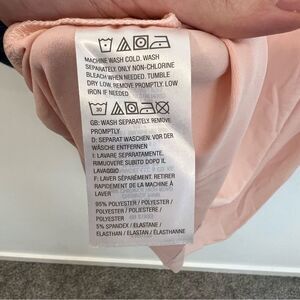 MACHINE WASH COLD. WASH
SEPARATELY. ONLY NON-CHLORINE
BLEACH WHEN NEEDED. TUMBLE
DRY LOW, REMOVE PROMPTLY. LOW
IRON IF NEEDED.
30
GB: WASH SEPARATELY. REMOVE
PROMPTLY
D: SEPARAT WASCHEN. VOR DER
WÄSCHE ENTFERNEN
I: LAVARE SEPARATAMENTE.
RIMUOVERE SUBITO DOPO IL
LAVAGGIO
F: LAVER SÉPARÉMENT. RETIRER
RAPIDEMENT DE LA MACHINE À
LAVER
95% POLYESTER /
POLYESTER / POLIESTERE /
POLYESTER
5% SPANDEX / ELASTANE /
ELASTHAN / ELASTAN / ÉLASTHANNE